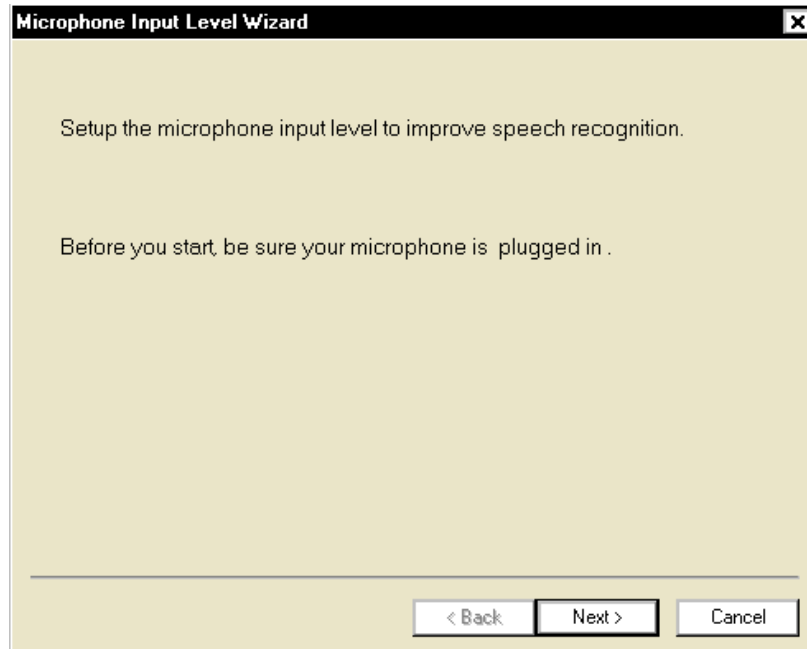 Microphone Input Level Wizard
Setup the microphone input level to improve speech recognition.
Before you start, be sure your microphone is plugged in .
< Back Next > Cancel